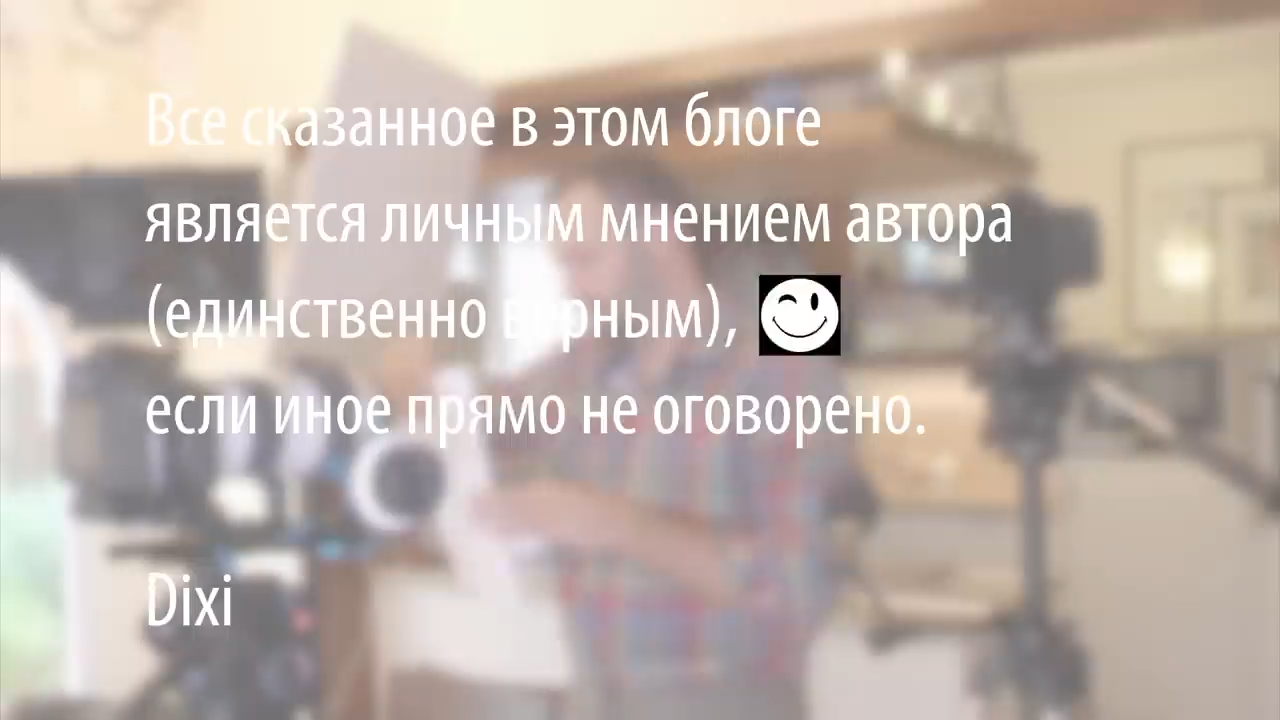 Все сказанное в этом блоге
является личным мнением автора
(единственно верным),
если иное прямо не оговорено.
Dixi